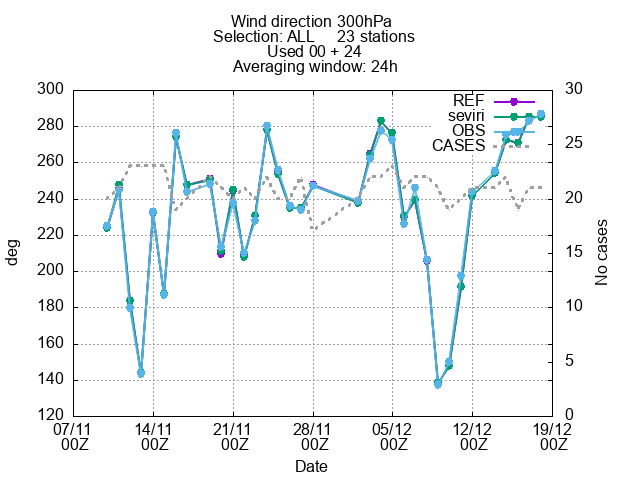 Wind direction 300hPa
Selection: ALL 23 stations
Used 00 + 24
Averaging window: 24h
REF
seviri
OBS
CASES
300
280
260
240
220
200
180
160
140
120
deg
30
25
20
15
10
5
0
No cases
07/11 14/11 21/11 28/11 05/12 12/12 19/12
00Z 00Z 00Z 00Z 00Z 00Z 00Z
Date